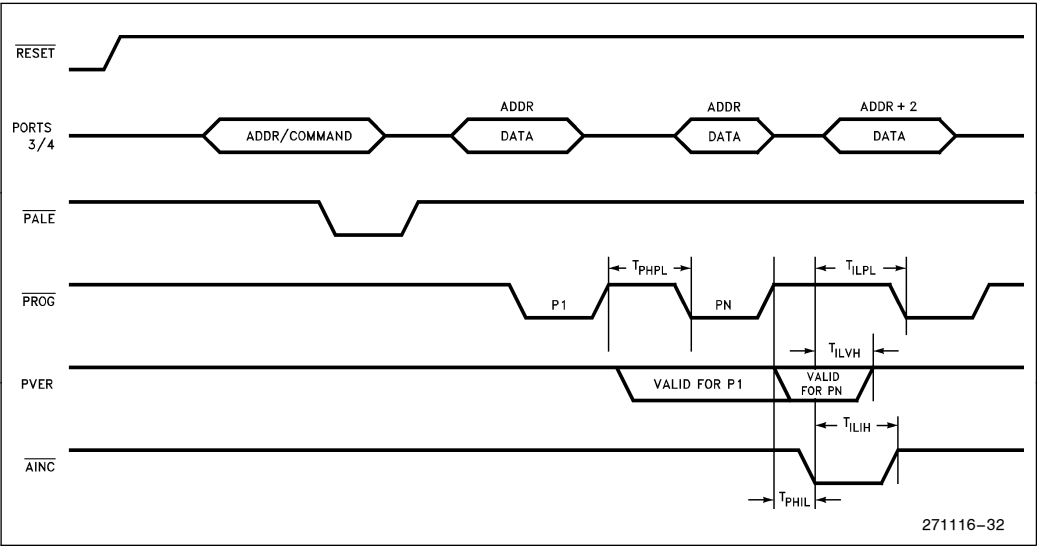 RESET
PORTS
3/4
ADDR/COMMAND
ADDR
DATA
ADDR
DATA
ADDR + 2
DATA
PALE
PROG
P1
TPHPL
PN
TILPL
PVER
VALID FOR P1
VALID
FOR PN
TILVH
AINC
TILIH
TPHIL
271116-32